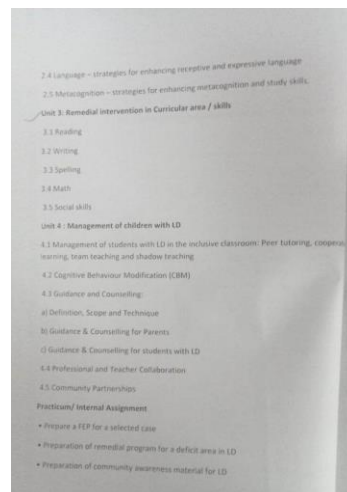 2.4 Language – strategies for enhancing receptive and expressive language
2.5 Metacognition – strategies for enhancing metacognition and study skills.
Unit 3: Remedial intervention in Curricular area / skills
3.1 Reading
3.2 Writing
3.3 Spelling
3.4 Math
3.5 Social skills
Unit 4 : Management of children with LD
4.1 Management of students with LD in the inclusive classroom: Peer tutoring, cooperat
learning, team teaching and shadow teaching
4.2 Cognitive Behaviour Modification (CBM)
4.3 Guidance and Counselling:
a) Definition, Scope and Technique
b) Guidance & Counselling for Parents
c) Guidance & Counselling for students with LD
4.4 Professional and Teacher Collaboration
4.5 Community Partnerships
Practicum/ Internal Assignment
• Prepare a FEP for a selected case
• Preparation of remedial program for a deficit area in LD
• Preparation of community awareness material for LD